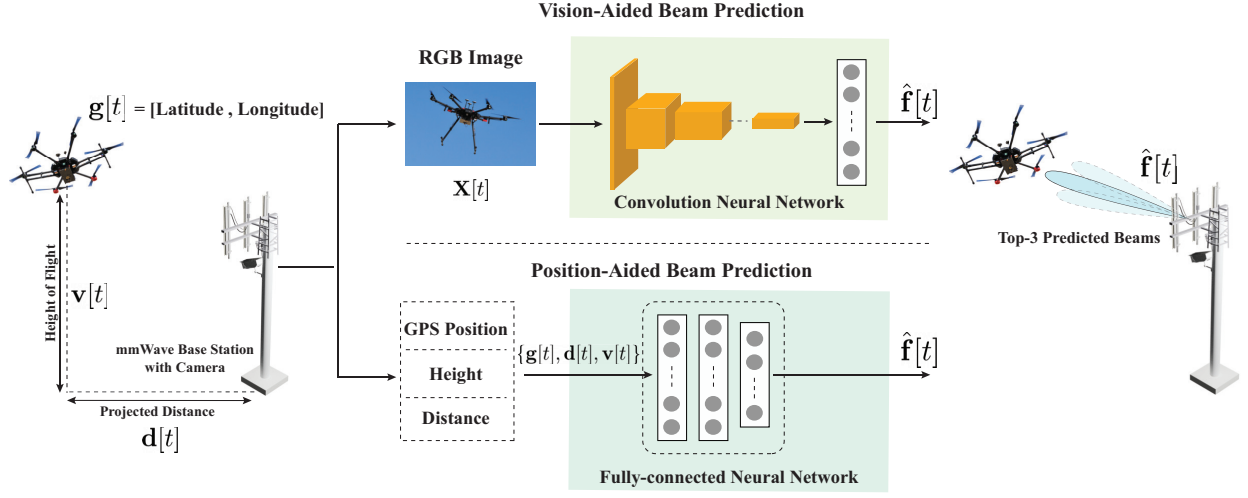 Vision-Aided Beam Prediction
RGB Image
g[t] = [Latitude , Longitude]
X[t]
Convolution Neural Network
f̂[t]
f̂[t]
Top-3 Predicted Beams
Height of Flight
v[t]
mmWave Base Station
with Camera
Projected Distance
d[t]
Position-Aided Beam Prediction
GPS Position
Height
Distance
{g[t], d[t], v[t]}
f̂[t]
Fully-connected Neural Network